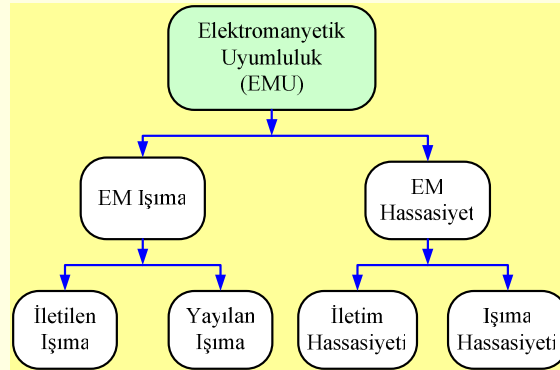 Elektromanyetik
Uyumluluk
(EMU)
EM Işıma
EM
Hassasiyet
İletilen
Işıma
Yayılan
Işıma
İletim
Hassasiyeti
Işıma
Hassasiyeti